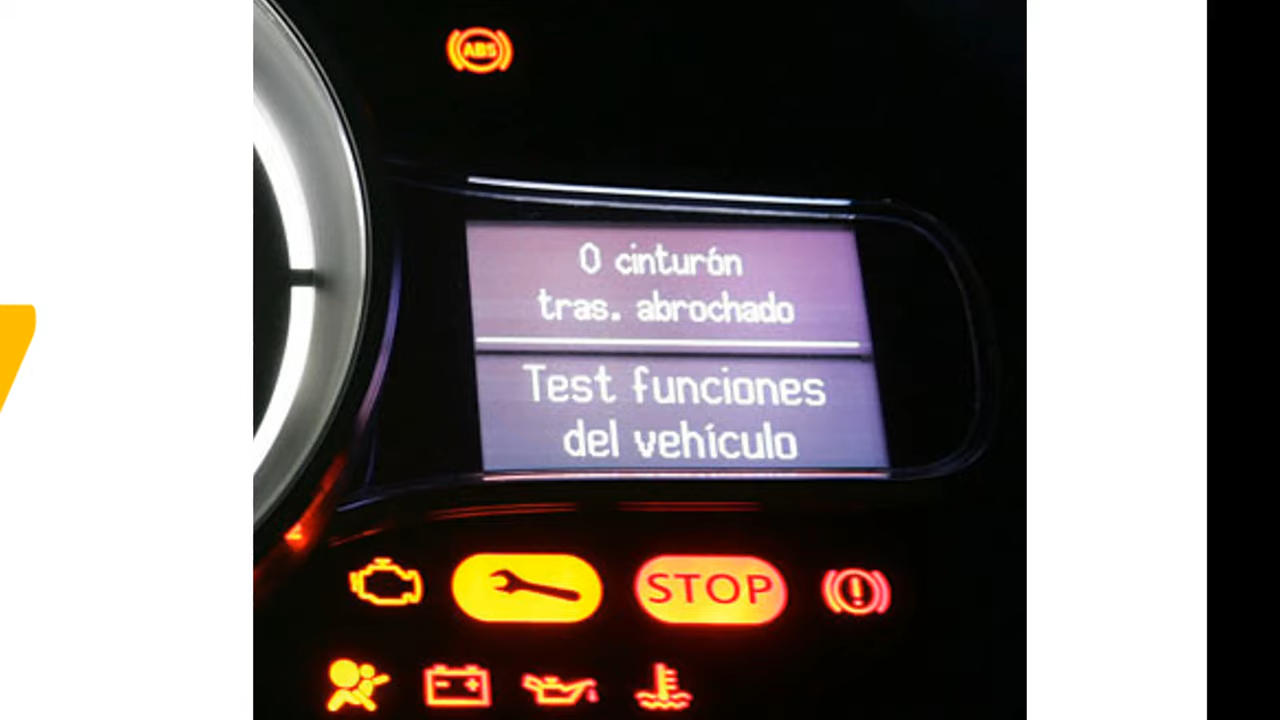 ABS
0 cinturón
tras. abrochado
Test funciones
del vehículo
STOP